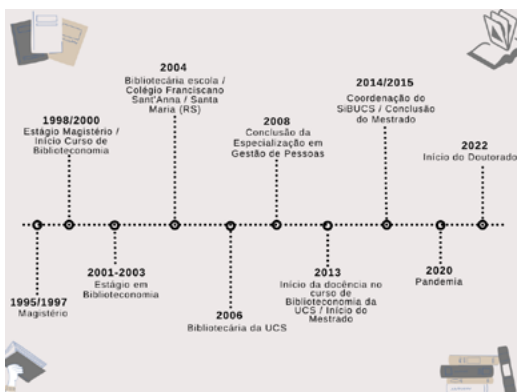 1995/1997
Magistério
1998/2000
Estágio Magistério /
Início Curso de
Biblioteconomia
2001-2003
Estágio em
Biblioteconomia
2004
Bibliotecária escola /
Colégio Franciscano
Sant'Anna / Santa
Maria (RS)
2006
Bibliotecária da UCS
2008
Conclusão da
Especialização em
Gestão de Pessoas
2013
Início da docência no
curso de
Biblioteconomia da
UCS / Início do
Mestrado
2014/2015
Coordenação do
SiBUCS / Conclusão
do Mestrado
2020
Pandemia
2022
Início do Doutorado